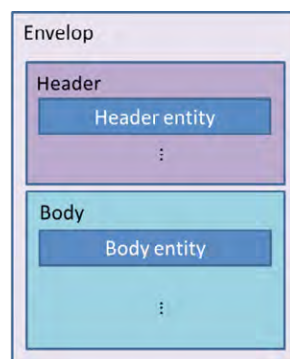 Envelop
Header
Header entity
⋮
Body
Body entity
⋮